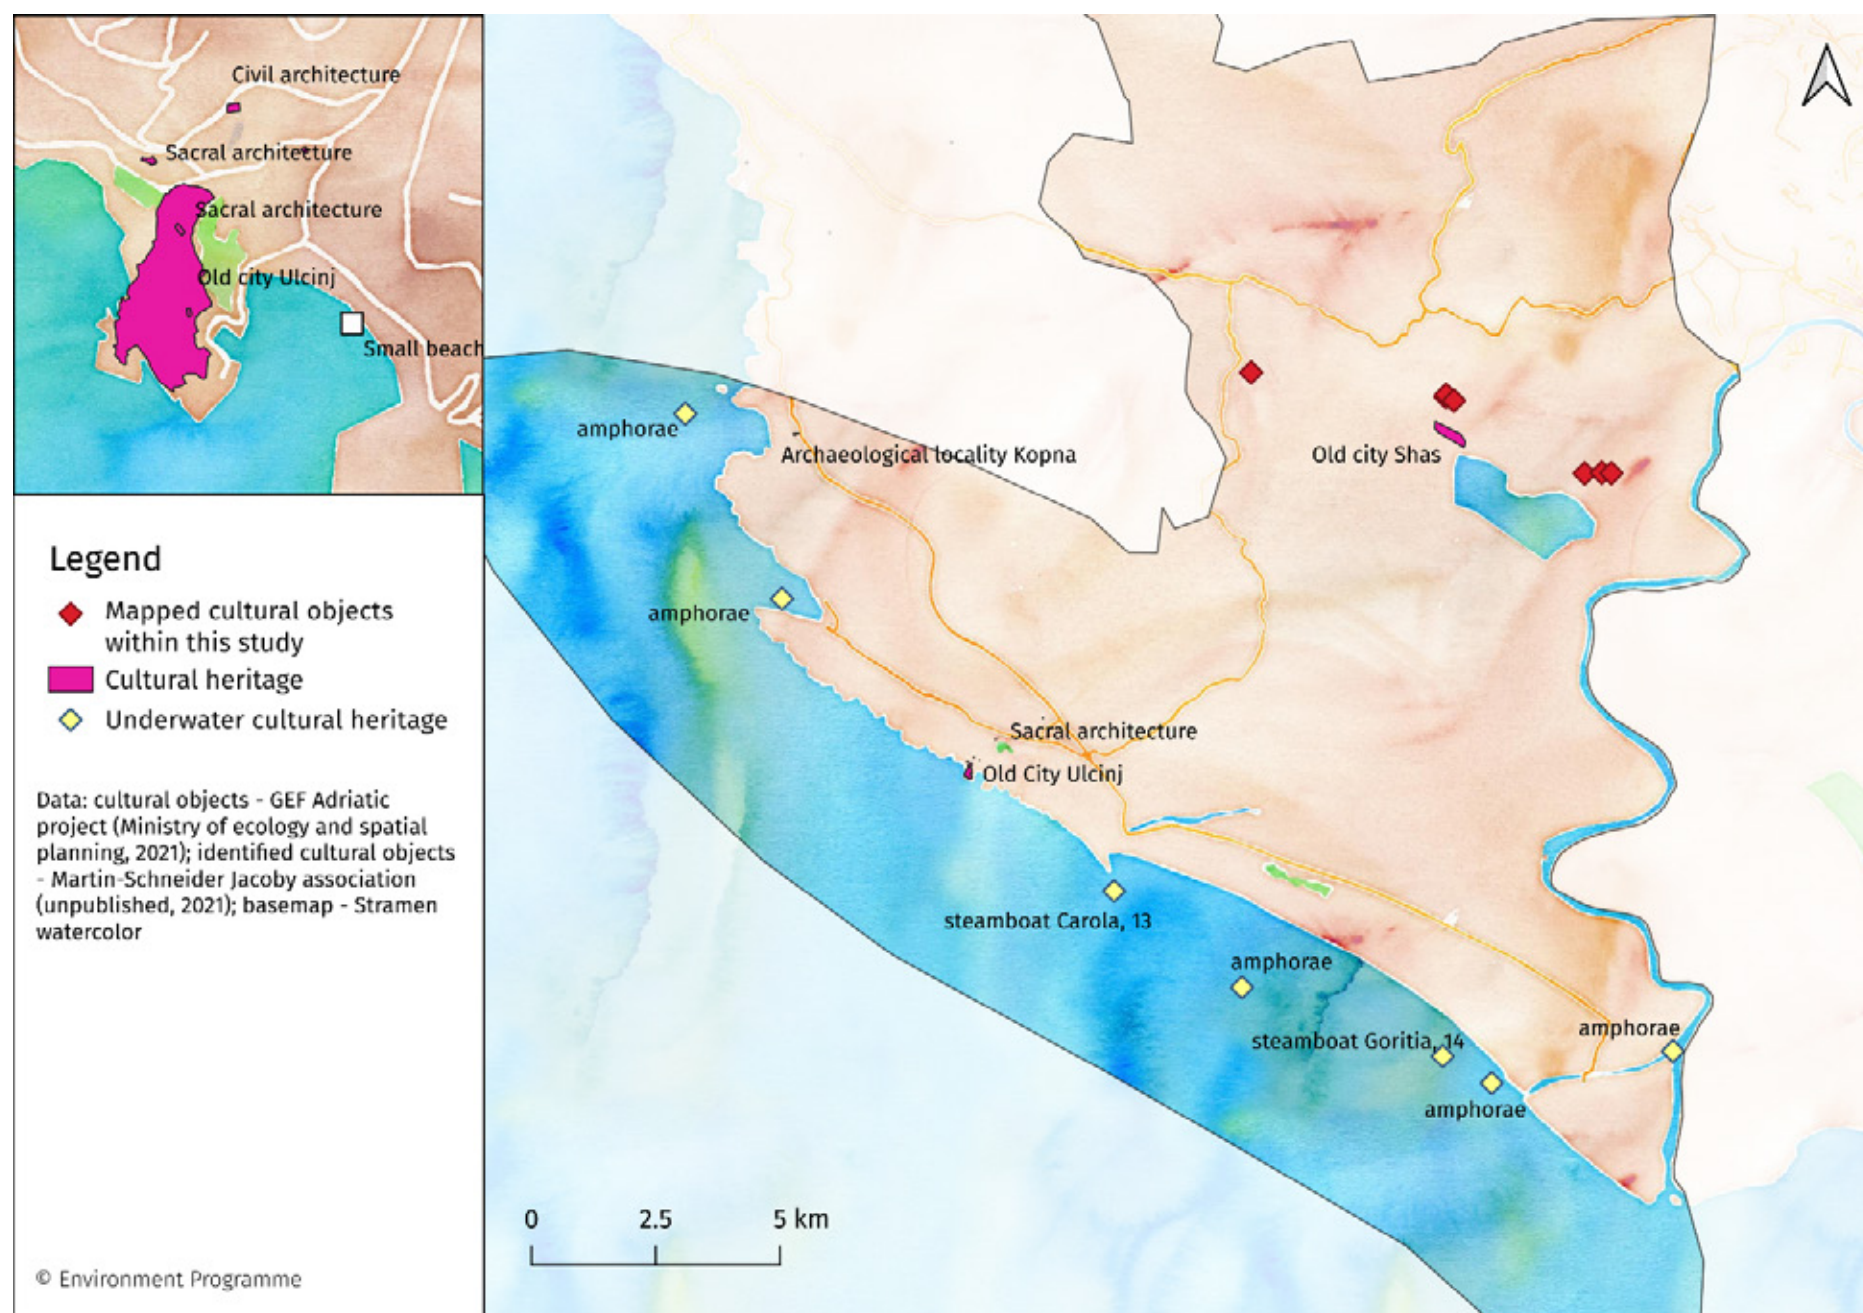 Civil architecture
Sacral architecture
Sacral architecture
Old city Ulcinj
Small beach
Legend
Mapped cultural objects
within this study
Cultural heritage
Underwater cultural heritage
Data: cultural objects - GEF Adriatic
project (Ministry of ecology and spatial
planning, 2021); identified cultural objects
- Martin-Schneider Jacoby association
(unpublished, 2021); basemap - Stramen
watercolor
© Environment Programme
amphorae
Archaeological locality Kopna
Old city Shas
amphorae
Sacral architecture
Old City Ulcinj
steamboat Carola, 13
amphorae
steamboat Goritia, 14
amphorae
amphorae
0 2.5 5 km